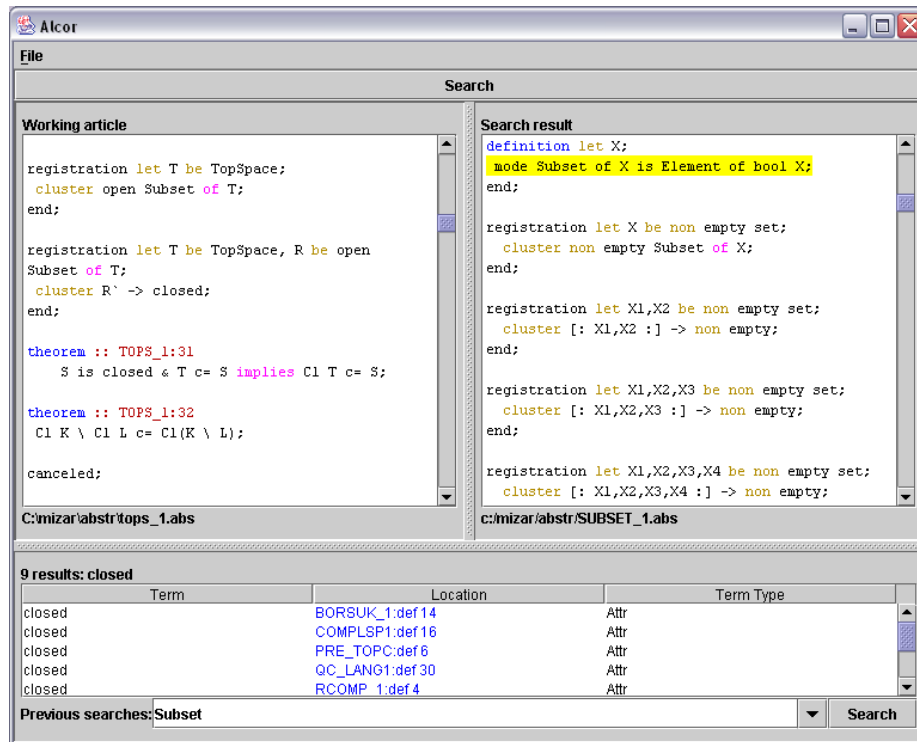 Alcor
File
Search
Working article
registration let T be TopSpace;
cluster open Subset of T;
end;
registration let T be TopSpace, R be open
Subset of T;
cluster R` -> closed;
end;
theorem :: TOPS_1:31
S is closed & T c= S implies Cl T c= S;
theorem :: TOPS_1:32
Cl K \ Cl L c= Cl(K \ L);
canceled;
C:\mizar\abstr\tops_1.abs
Search result
definition let X;
mode Subset of X is Element of bool X;
end;
registration let X be non empty set;
cluster non empty Subset of X;
end;
registration let X1,X2 be non empty set;
cluster [: X1,X2 :] -> non empty;
end;
registration let X1,X2,X3 be non empty set;
cluster [: X1,X2,X3 :] -> non empty;
end;
registration let X1,X2,X3,X4 be non empty set;
cluster [: X1,X2,X3,X4 :] -> non empty;
c:/mizar/abstr/SUBSET_1.abs
9 results: closed
Term Location Term Type
closed BORSUK_1:def 14 Attr
closed COMPLSP1:def 16 Attr
closed PRE_TOPC:def 6 Attr
closed QC_LANG1:def 30 Attr
closed RCOMP_1:def 4 Attr
Previous searches: Subset Search